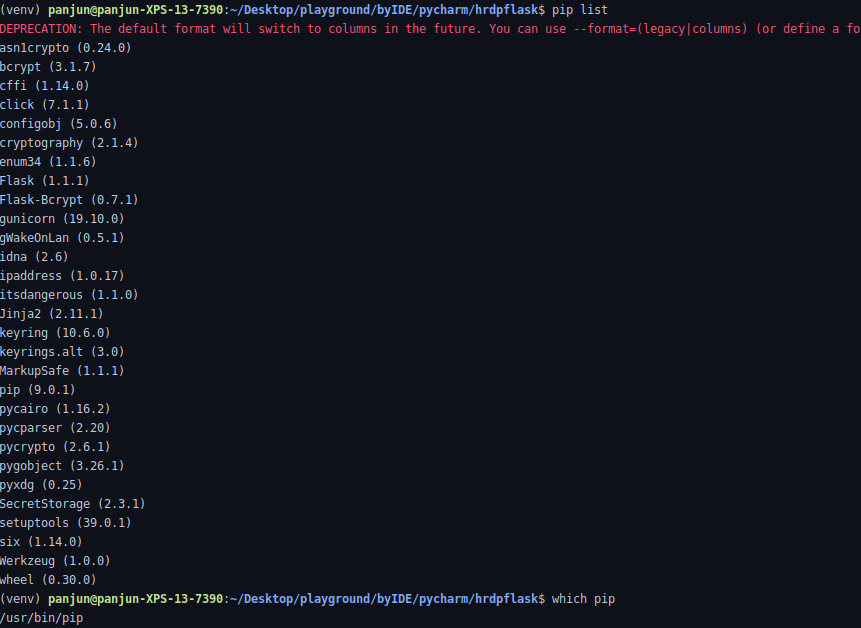 (venv) panjun@panjun-XPS-13-7390:~/Desktop/playground/byIDE/pycharm/hrdpflask$ pip list
DEPRECATION: The default format will switch to columns in the future. You can use --format=(legacy|columns) (or define a fo
asn1crypto (0.24.0)
bcrypt (3.1.7)
cffi (1.14.0)
click (7.1.1)
configobj (5.0.6)
cryptography (2.1.4)
enum34 (1.1.6)
Flask (1.1.1)
Flask-Bcrypt (0.7.1)
gunicorn (19.10.0)
gWakeOnLan (0.5.1)
idna (2.6)
ipaddress (1.0.17)
itsdangerous (1.1.0)
Jinja2 (2.11.1)
keyring (10.6.0)
keyrings.alt (3.0)
MarkupSafe (1.1.1)
pip (9.0.1)
pycairo (1.16.2)
pycparser (2.20)
pycrypto (2.6.1)
pygobject (3.26.1)
pyxdg (0.25)
SecretStorage (2.3.1)
setuptools (39.0.1)
six (1.14.0)
Werkzeug (1.0.0)
wheel (0.30.0)
(venv) panjun@panjun-XPS-13-7390:~/Desktop/playground/byIDE/pycharm/hrdpflask$ which pip
/usr/bin/pip